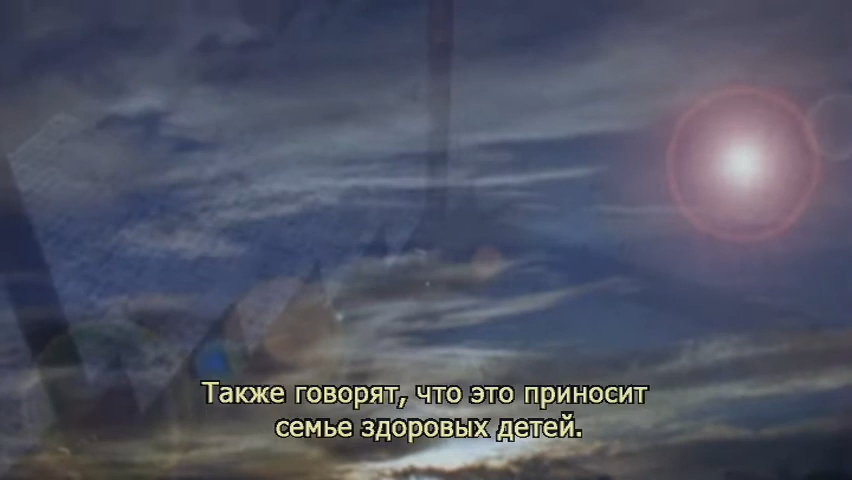 Также говорят, что это приносит
семье здоровых детей.